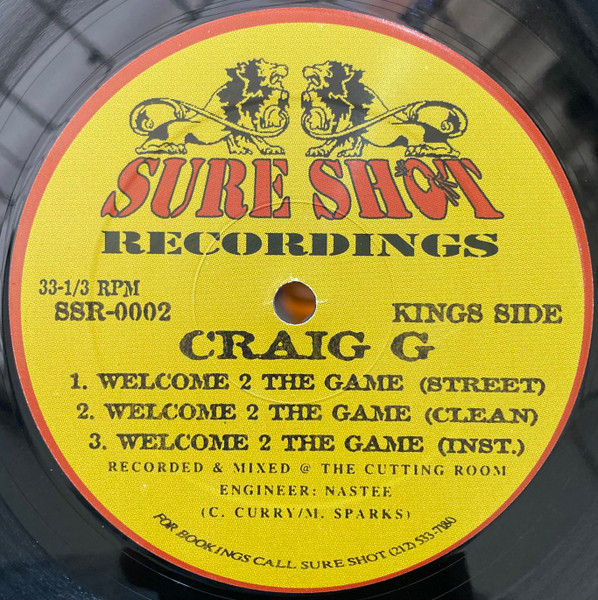 SURE SHOT
RECORDINGS
33-1/3 RPM
SSR-0002
KINGS SIDE
CRAIG G
1. WELCOME 2 THE GAME (STREET)
2. WELCOME 2 THE GAME (CLEAN)
3. WELCOME 2 THE GAME (INST.)
RECORDED & MIXED @ THE CUTTING ROOM
ENGINEER: NASTEE
(C. CURRY/M. SPARKS)
FOR BOOKINGS CALL SURE SHOT (212) 533-7180